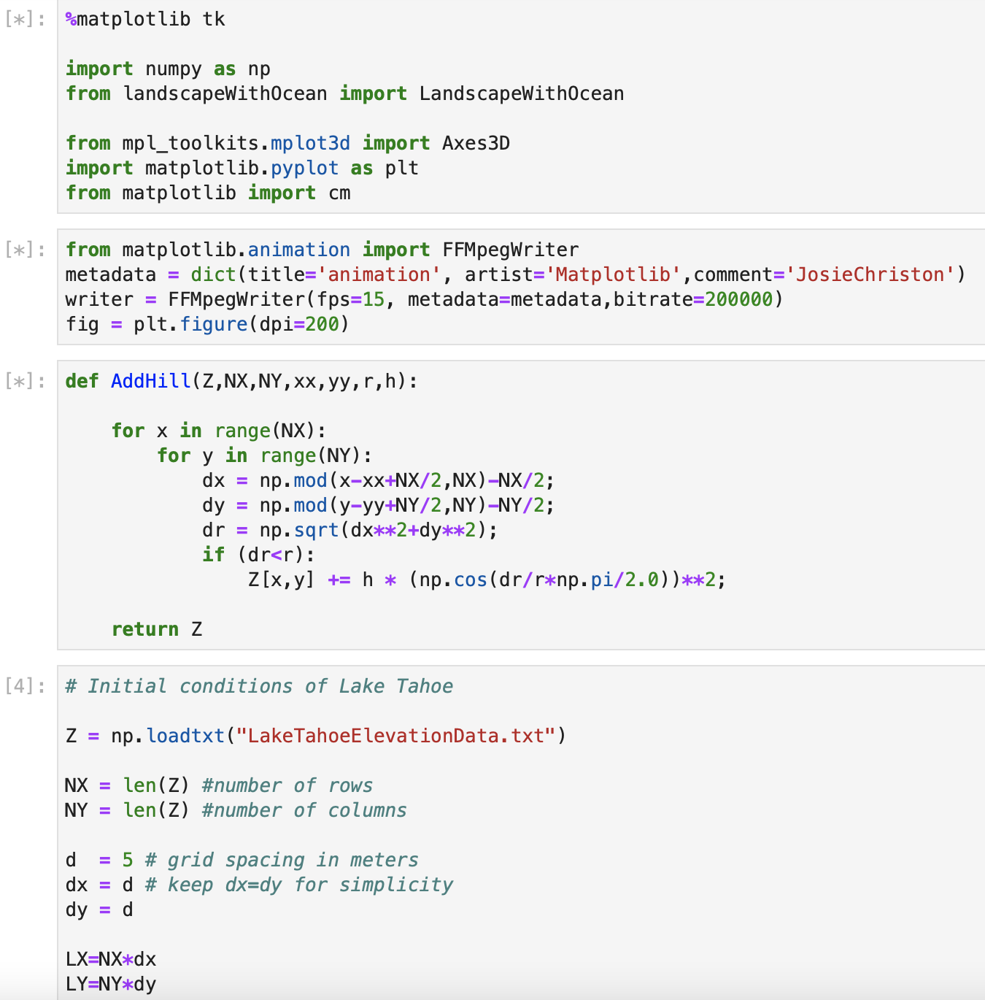 [*]: %matplotlib tk
import numpy as np
from landscapeWithOcean import LandscapeWithOcean
from mpl_toolkits.mplot3d import Axes3D
import matplotlib.pyplot as plt
from matplotlib import cm
[*]: from matplotlib.animation import FFMpegWriter
metadata = dict(title='animation', artist='Matplotlib',comment='JosieChriston')
writer = FFMpegWriter(fps=15, metadata=metadata,bitrate=200000)
fig = plt.figure(dpi=200)
[*]: def AddHill(Z,NX,NY,xx,yy,r,h):
    for x in range(NX):
        for y in range(NY):
            dx = np.mod(x-xx+NX/2,NX)-NX/2;
            dy = np.mod(y-yy+NY/2,NY)-NY/2;
            dr = np.sqrt(dx**2+dy**2);
            if (dr<r):
                Z[x,y] += h * (np.cos(dr/r*np.pi/2.0))**2;
    return Z
[4]: # Initial conditions of Lake Tahoe
Z = np.loadtxt("LakeTahoeElevationData.txt")
NX = len(Z) #number of rows
NY = len(Z) #number of columns
d  = 5 # grid spacing in meters
dx = d # keep dx=dy for simplicity
dy = d
LX=NX*dx
LY=NY*dy